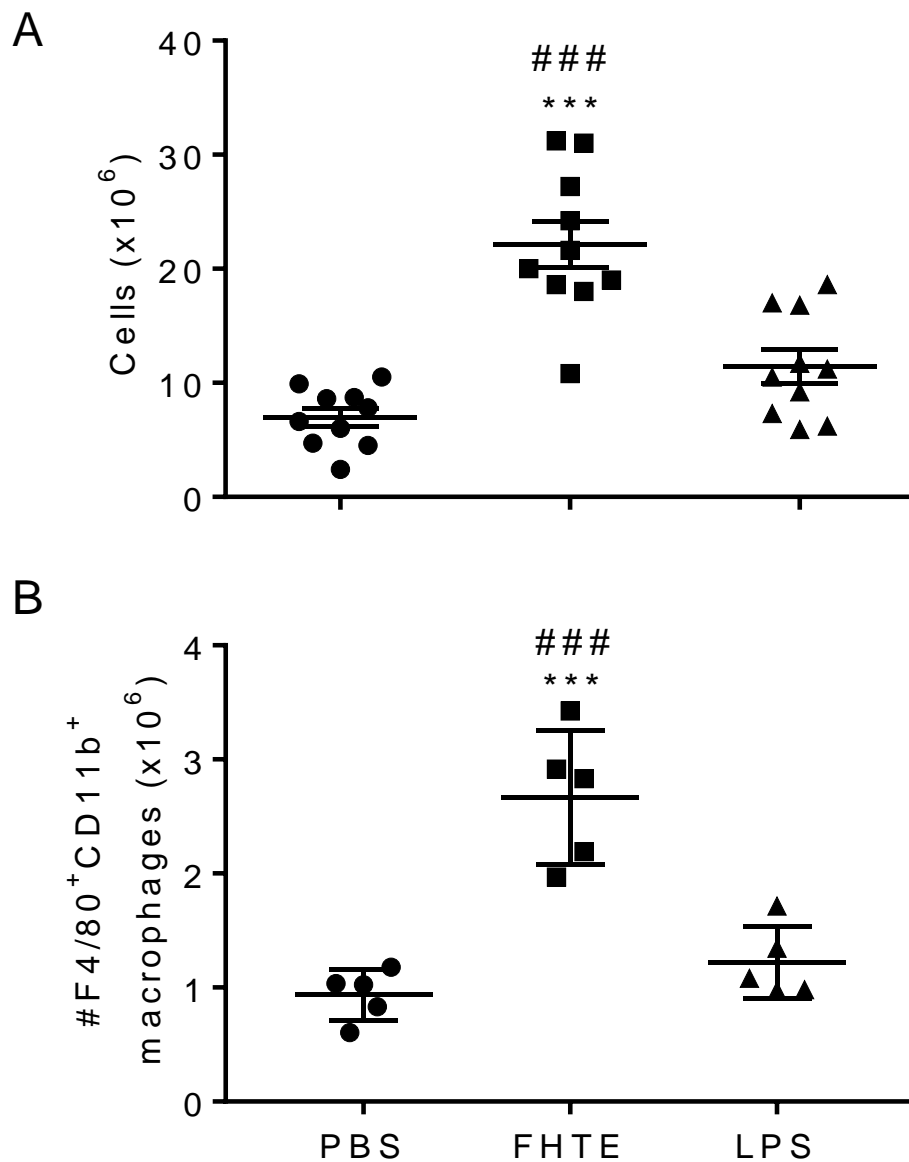 A
Cells (x10⁶)
40
30
20
10
0
###
***
B
#F4/80⁺CD11b⁺
macrophages (x10⁶)
4
3
2
1
0
###
***
PBS FHTE LPS